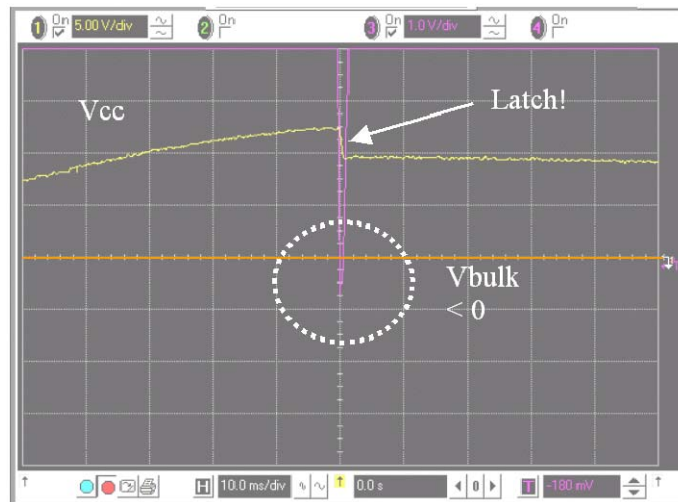 1 On 5.00 V/div 2 On 3 On 1.0 V/div 4 On
Vcc
Latch!
Vbulk
< 0
H 10.0 ms/div 0.0 s 0 T -180 mV